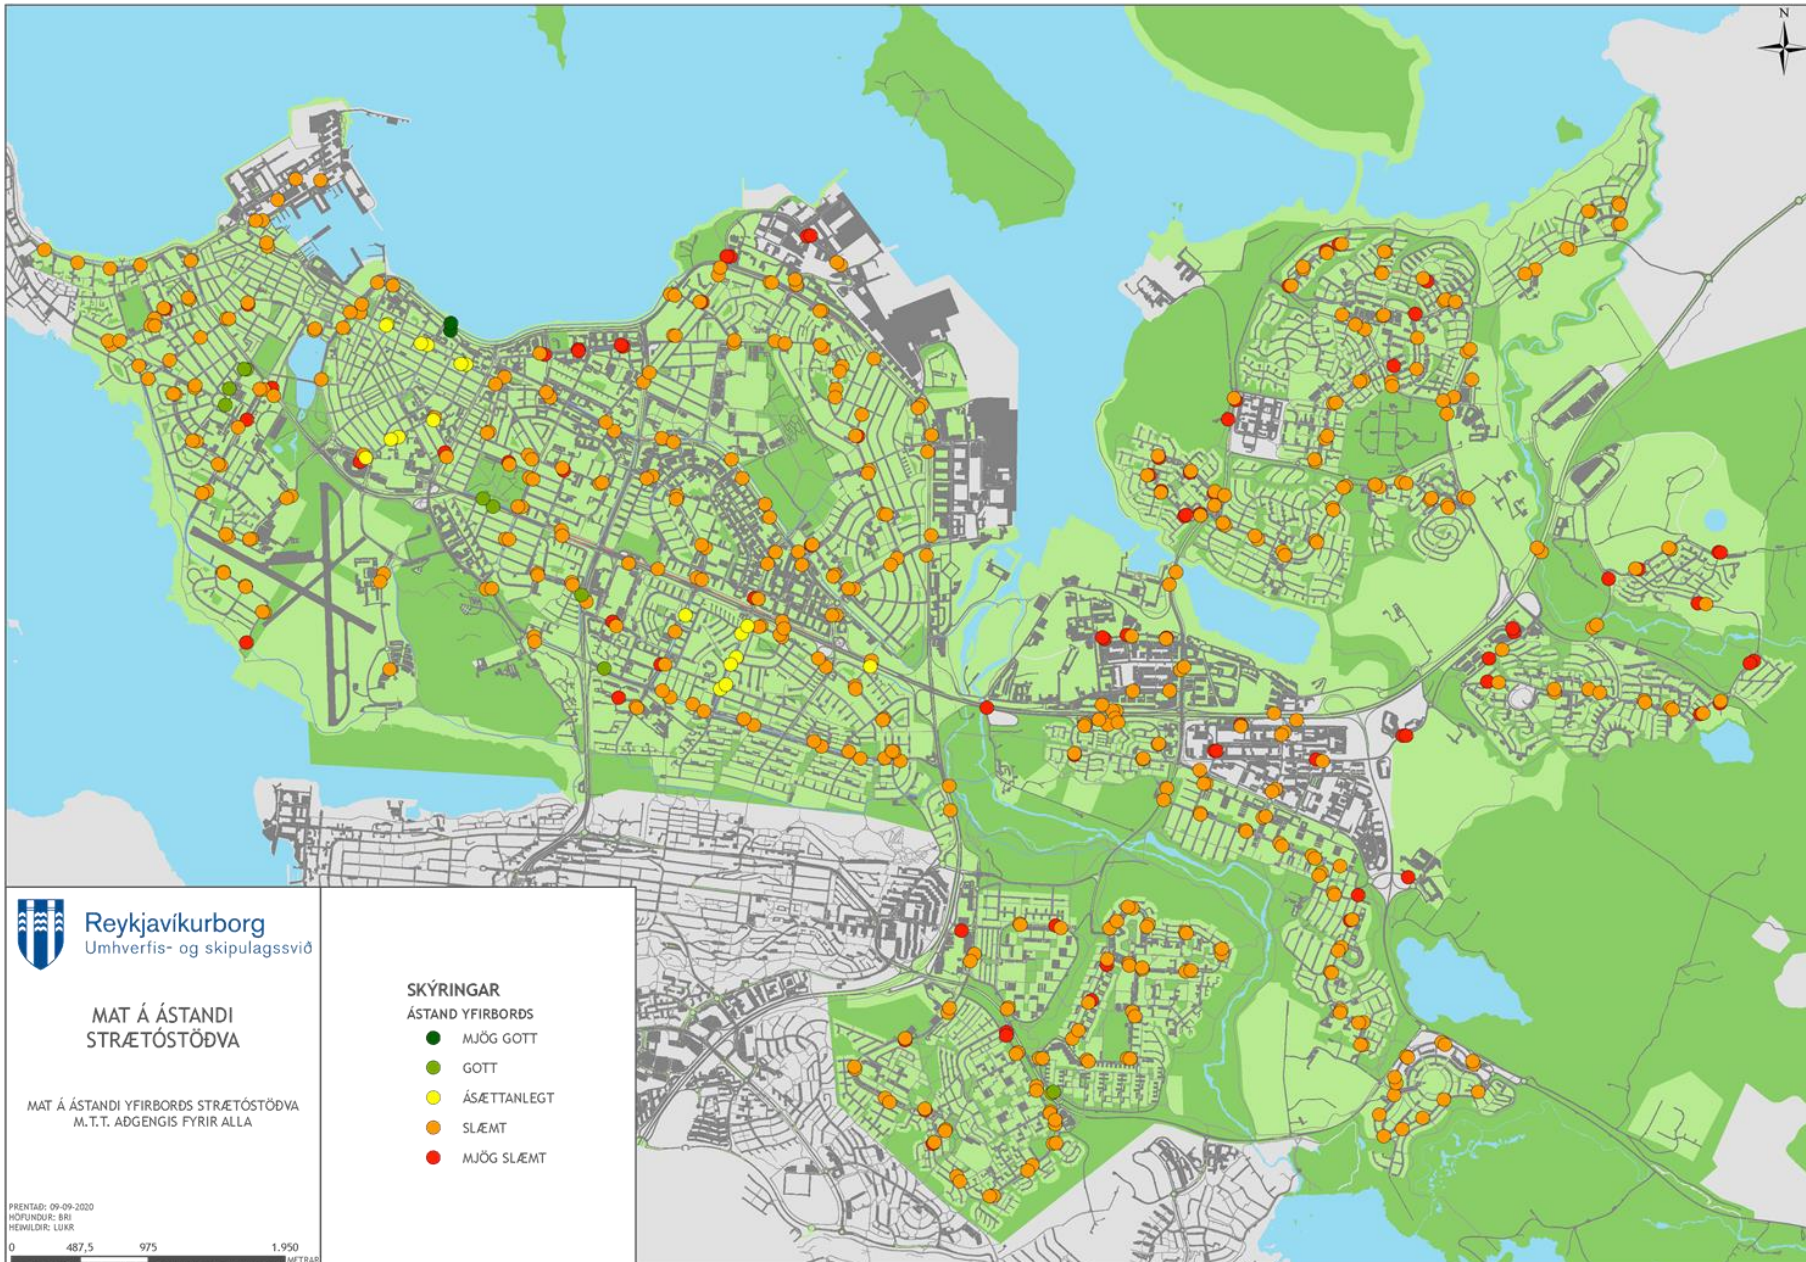 N
Reykjavíkurborg
Umhverfis- og skipulagssvið
MAT Á ÁSTANDI
STRÆTÓSTÖÐVA
MAT Á ÁSTANDI YFIRBORÐS STRÆTÓSTÖÐVA
M.T.T. AÐGENGIS FYRIR ALLA
PRENTAÐ: 09-09-2020
HÖFUNDUR: BRI
HEIMILDIR: LUKR
0 487,5 975 1.950
METRAR
SKÝRINGAR
ÁSTAND YFIRBORÐS
MJÖG GOTT
GOTT
ÁSÆTTANLEGT
SLÆMT
MJÖG SLÆMT